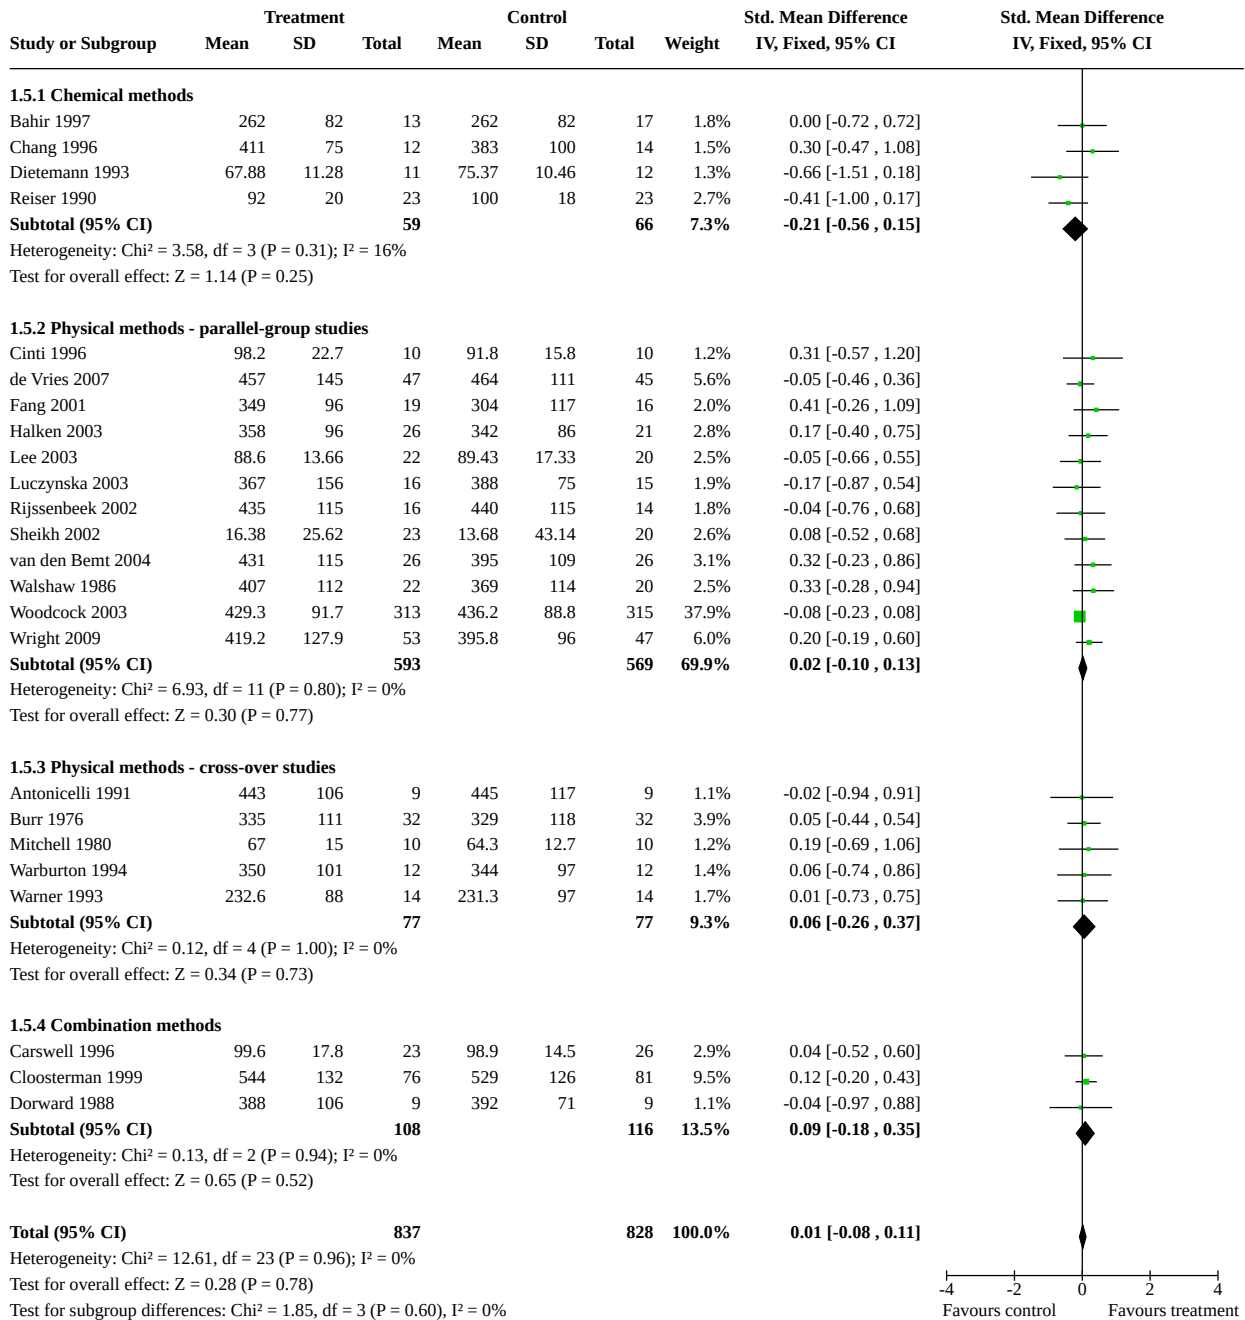 Treatment Control Std. Mean Difference Std. Mean Difference
Study or Subgroup Mean SD Total Mean SD Total Weight IV, Fixed, 95% CI IV, Fixed, 95% CI
1.5.1 Chemical methods
Bahir 1997 262 82 13 262 82 17 1.8% 0.00 [-0.72 , 0.72]
Chang 1996 411 75 12 383 100 14 1.5% 0.30 [-0.47 , 1.08]
Dietemann 1993 67.88 11.28 11 75.37 10.46 12 1.3% -0.66 [-1.51 , 0.18]
Reiser 1990 92 20 23 100 18 23 2.7% -0.41 [-1.00 , 0.17]
Subtotal (95% CI) 59 66 7.3% -0.21 [-0.56 , 0.15]
Heterogeneity: Chi² = 3.58, df = 3 (P = 0.31); I² = 16%
Test for overall effect: Z = 1.14 (P = 0.25)
1.5.2 Physical methods - parallel-group studies
Cinti 1996 98.2 22.7 10 91.8 15.8 10 1.2% 0.31 [-0.57 , 1.20]
de Vries 2007 457 145 47 464 111 45 5.6% -0.05 [-0.46 , 0.36]
Fang 2001 349 96 19 304 117 16 2.0% 0.41 [-0.26 , 1.09]
Halken 2003 358 96 26 342 86 21 2.8% 0.17 [-0.40 , 0.75]
Lee 2003 88.6 13.66 22 89.43 17.33 20 2.5% -0.05 [-0.66 , 0.55]
Luczynska 2003 367 156 16 388 75 15 1.9% -0.17 [-0.87 , 0.54]
Rijssenbeek 2002 435 115 16 440 115 14 1.8% -0.04 [-0.76 , 0.68]
Sheikh 2002 16.38 25.62 23 13.68 43.14 20 2.6% 0.08 [-0.52 , 0.68]
van den Bemt 2004 431 115 26 395 109 26 3.1% 0.32 [-0.23 , 0.86]
Walshaw 1986 407 112 22 369 114 20 2.5% 0.33 [-0.28 , 0.94]
Woodcock 2003 429.3 91.7 313 436.2 88.8 315 37.9% -0.08 [-0.23 , 0.08]
Wright 2009 419.2 127.9 53 395.8 96 47 6.0% 0.20 [-0.19 , 0.60]
Subtotal (95% CI) 593 569 69.9% 0.02 [-0.10 , 0.13]
Heterogeneity: Chi² = 6.93, df = 11 (P = 0.80); I² = 0%
Test for overall effect: Z = 0.30 (P = 0.77)
1.5.3 Physical methods - cross-over studies
Antonicelli 1991 443 106 9 445 117 9 1.1% -0.02 [-0.94 , 0.91]
Burr 1976 335 111 32 329 118 32 3.9% 0.05 [-0.44 , 0.54]
Mitchell 1980 67 15 10 64.3 12.7 10 1.2% 0.19 [-0.69 , 1.06]
Warburton 1994 350 101 12 344 97 12 1.4% 0.06 [-0.74 , 0.86]
Warner 1993 232.6 88 14 231.3 97 14 1.7% 0.01 [-0.73 , 0.75]
Subtotal (95% CI) 77 77 9.3% 0.06 [-0.26 , 0.37]
Heterogeneity: Chi² = 0.12, df = 4 (P = 1.00); I² = 0%
Test for overall effect: Z = 0.34 (P = 0.73)
1.5.4 Combination methods
Carswell 1996 99.6 17.8 23 98.9 14.5 26 2.9% 0.04 [-0.52 , 0.60]
Cloosterman 1999 544 132 76 529 126 81 9.5% 0.12 [-0.20 , 0.43]
Dorward 1988 388 106 9 392 71 9 1.1% -0.04 [-0.97 , 0.88]
Subtotal (95% CI) 108 116 13.5% 0.09 [-0.18 , 0.35]
Heterogeneity: Chi² = 0.13, df = 2 (P = 0.94); I² = 0%
Test for overall effect: Z = 0.65 (P = 0.52)
Total (95% CI) 837 828 100.0% 0.01 [-0.08 , 0.11]
Heterogeneity: Chi² = 12.61, df = 23 (P = 0.96); I² = 0%
Test for overall effect: Z = 0.28 (P = 0.78)
Test for subgroup differences: Chi² = 1.85, df = 3 (P = 0.60), I² = 0%
-4 -2 0 2 4
Favours control Favours treatment